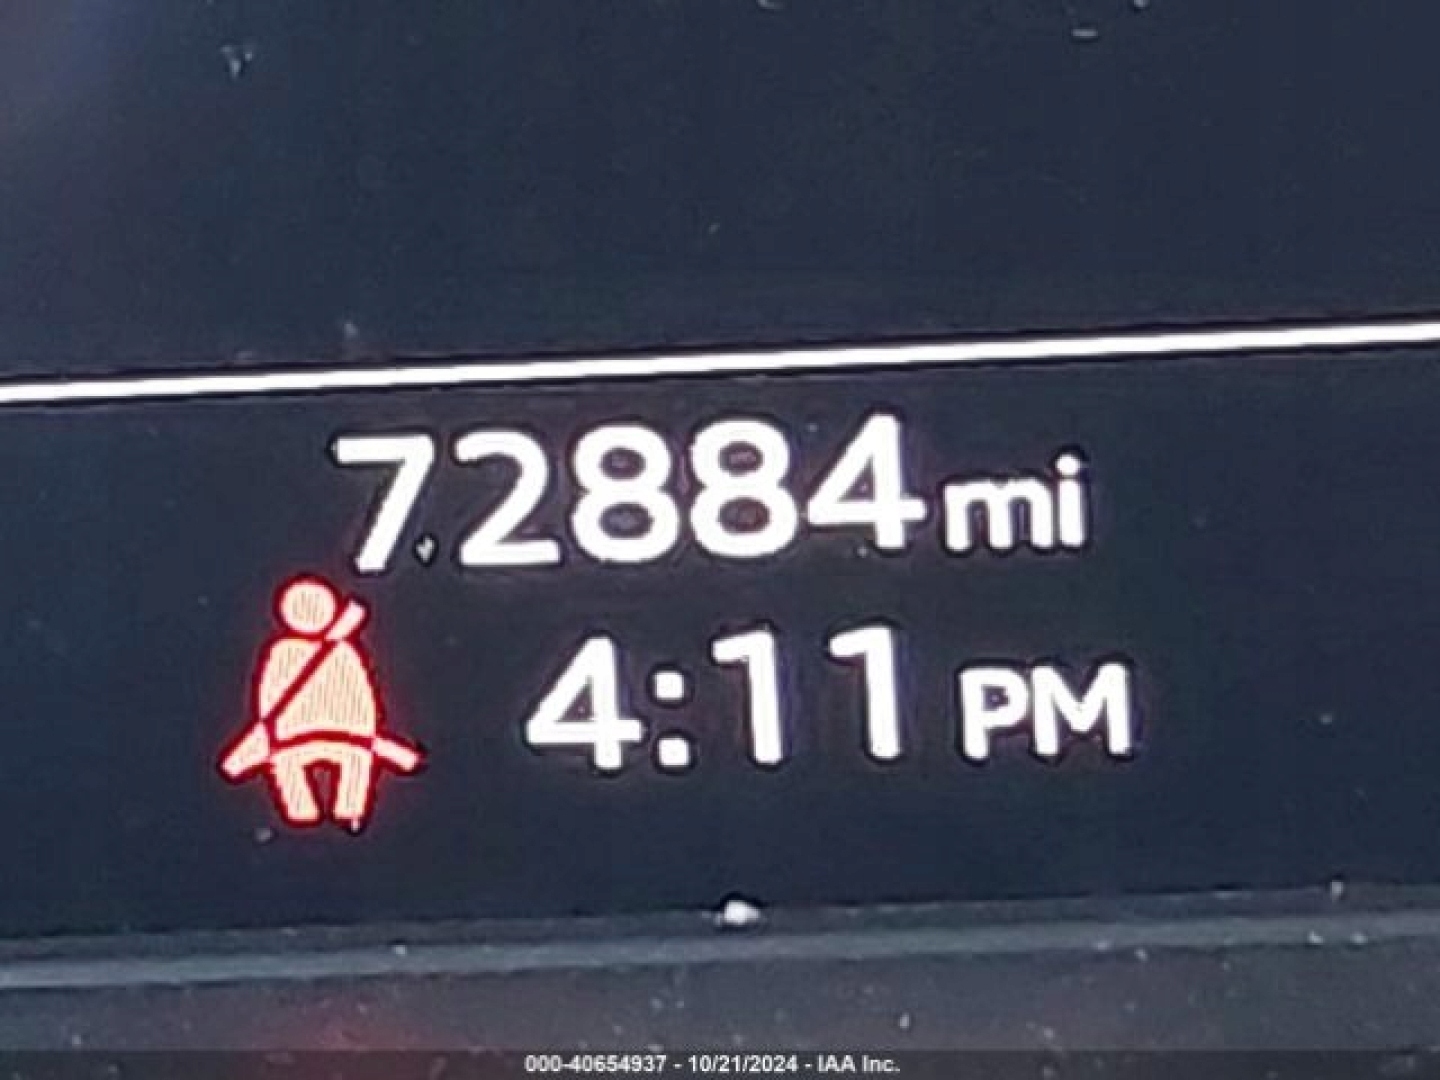 72884 mi
4:11 PM
000-40654937 - 10/21/2024 - IAA Inc.